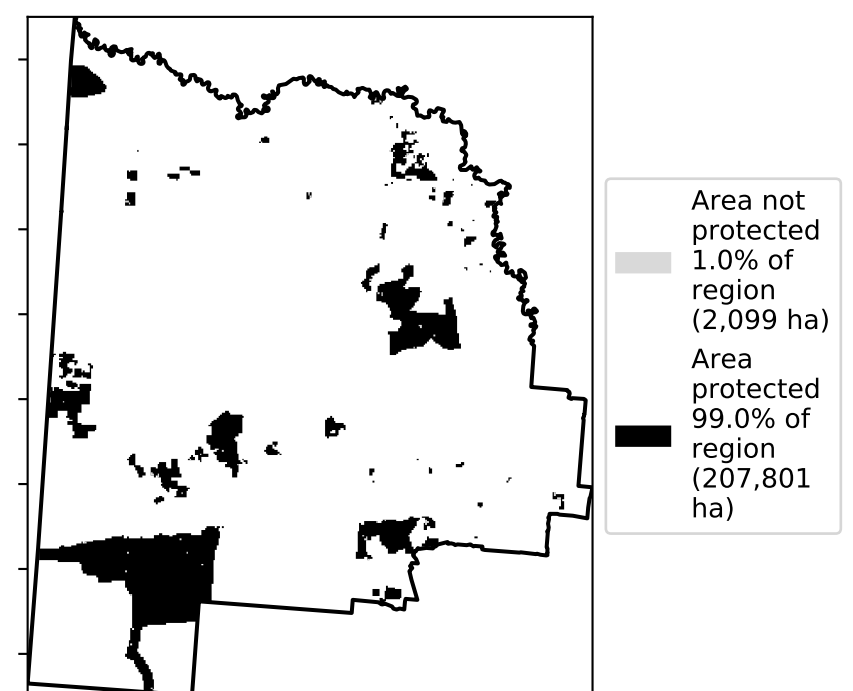 Area not
protected
1.0% of
region
(2,099 ha)
Area
protected
99.0% of
region
(207,801
ha)